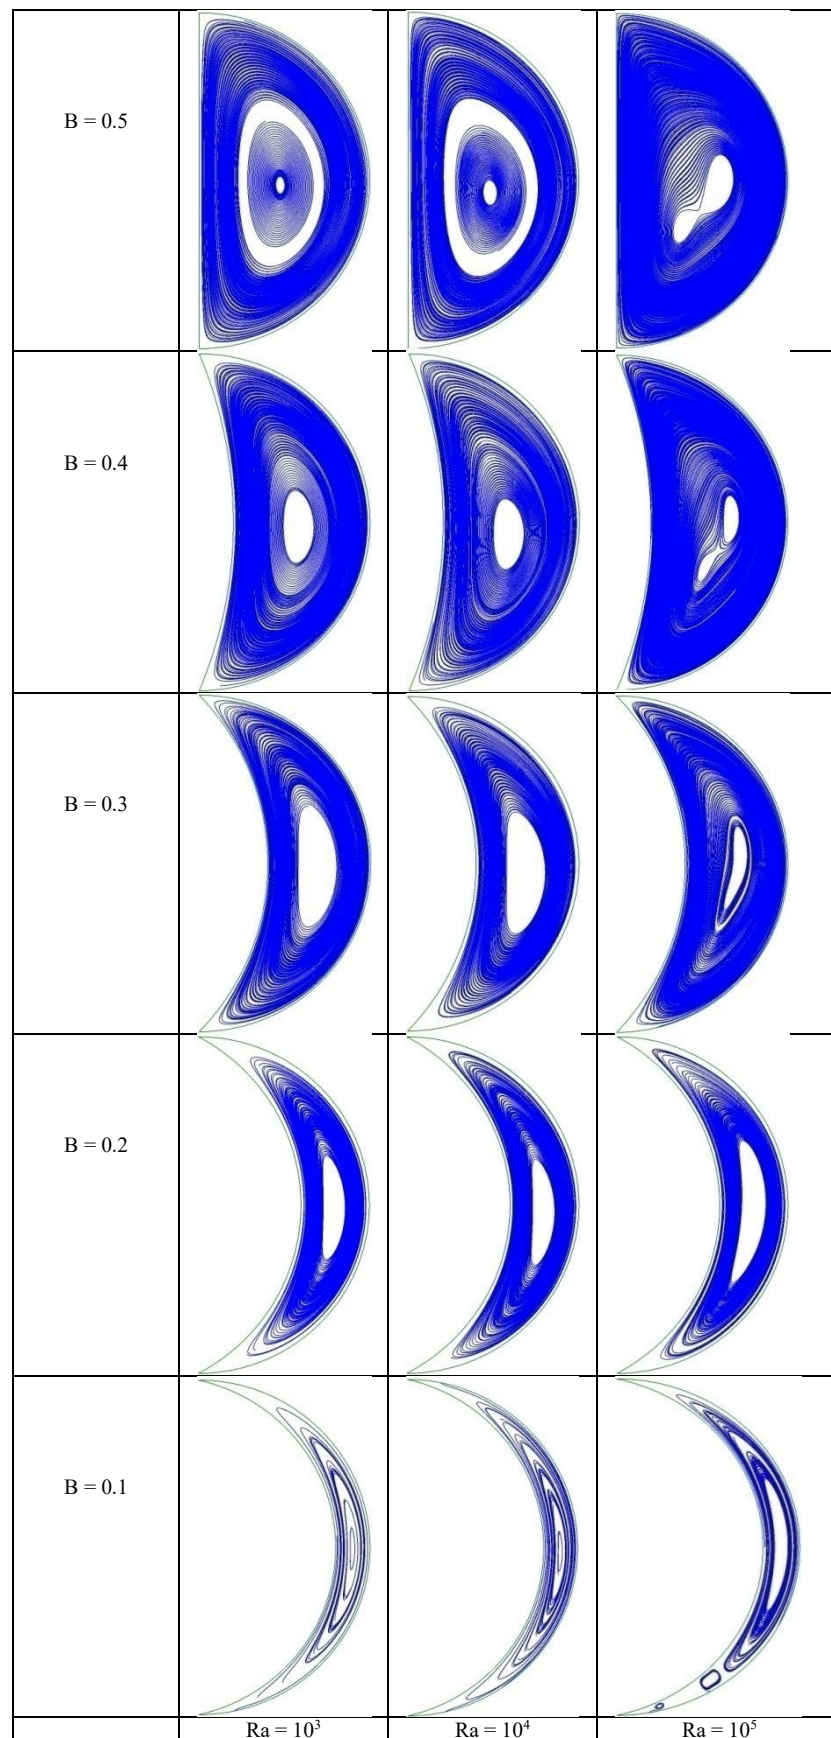 B = 0.5
B = 0.4
B = 0.3
B = 0.2
B = 0.1
Ra = 10³ Ra = 10⁴ Ra = 10⁵